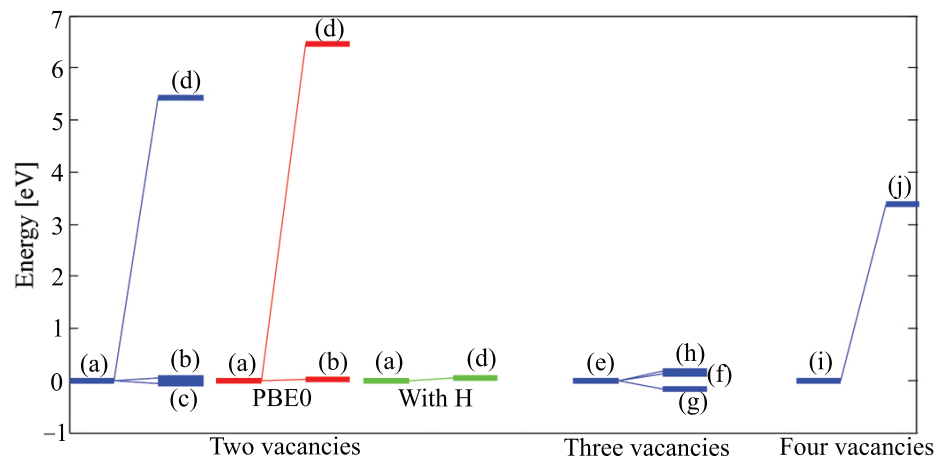 7
6
5
4
3
2
1
0
–1
Energy [eV]
(a)
(d)
(b)
(c)
(a)
(d)
(b)
PBE0
(a)
(d)
With H
(e)
(h)
(f)
(g)
(i)
(j)
Two vacancies
Three vacancies
Four vacancies